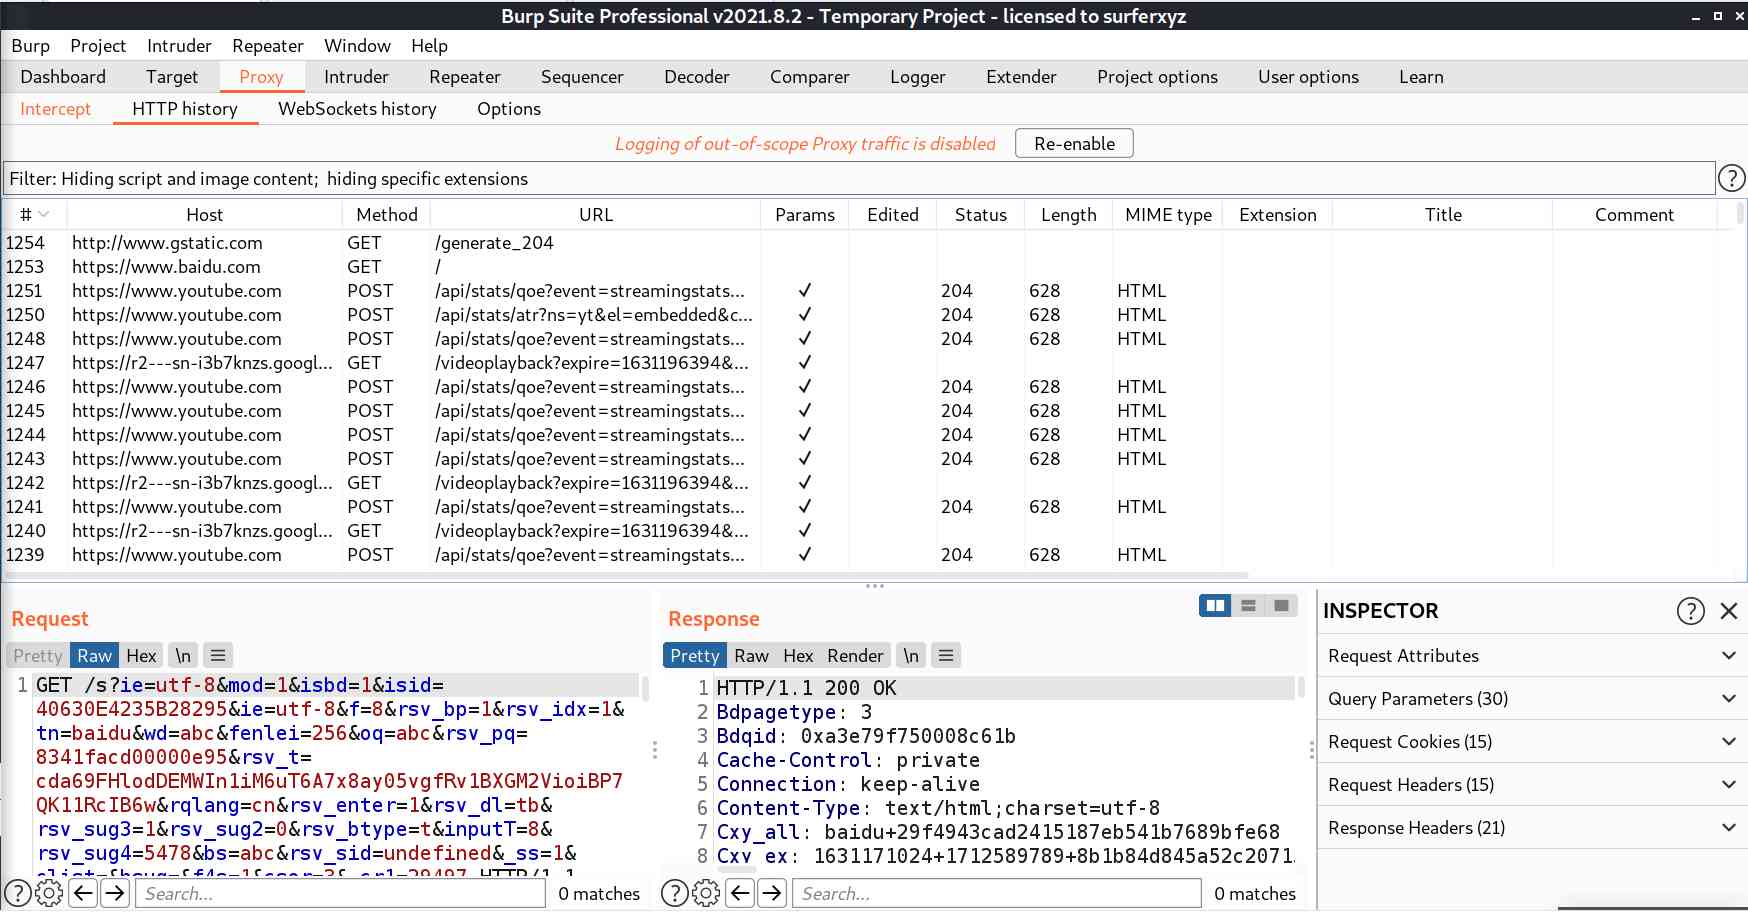 Burp Suite Professional v2021.8.2 - Temporary Project - licensed to surferxyz
Burp Project Intruder Repeater Window Help
Dashboard Target Proxy Intruder Repeater Sequencer Decoder Comparer Logger Extender Project options User options Learn
Intercept HTTP history WebSockets history Options
Logging of out-of-scope Proxy traffic is disabled Re-enable
Filter: Hiding script and image content; hiding specific extensions ?
# Host Method URL Params Edited Status Length MIME type Extension Title Comment
1254 http://www.gstatic.com GET /generate_204
1253 https://www.baidu.com GET /
1251 https://www.youtube.com POST /api/stats/qoe?event=streamingstats... ✓ 204 628 HTML
1250 https://www.youtube.com POST /api/stats/atr?ns=yt&el=embedded&c... ✓ 204 628 HTML
1248 https://www.youtube.com POST /api/stats/qoe?event=streamingstats... ✓ 204 628 HTML
1247 https://r2---sn-i3b7knzs.googl... GET /videoplayback?expire=1631196394&... ✓
1246 https://www.youtube.com POST /api/stats/qoe?event=streamingstats... ✓ 204 628 HTML
1245 https://www.youtube.com POST /api/stats/qoe?event=streamingstats... ✓ 204 628 HTML
1244 https://www.youtube.com POST /api/stats/qoe?event=streamingstats... ✓ 204 628 HTML
1243 https://www.youtube.com POST /api/stats/qoe?event=streamingstats... ✓ 204 628 HTML
1242 https://r2---sn-i3b7knzs.googl... GET /videoplayback?expire=1631196394&... ✓
1241 https://www.youtube.com POST /api/stats/qoe?event=streamingstats... ✓ 204 628 HTML
1240 https://r2---sn-i3b7knzs.googl... GET /videoplayback?expire=1631196394&... ✓
1239 https://www.youtube.com POST /api/stats/qoe?event=streamingstats... ✓ 204 628 HTML
Request
Pretty Raw Hex \n
1 GET /s?ie=utf-8&mod=1&isbd=1&isid=
40630E4235B28295&ie=utf-8&f=8&rsv_bp=1&rsv_idx=1&
tn=baidu&wd=abc&fenlei=256&oq=abc&rsv_pq=
8341facd00000e95&rsv_t=
cda69FHlodDEMWIn1iM6uT6A7x8ay05vgfRv1BXGM2VioiBP7
QK11RcIB6w&rqlang=cn&rsv_enter=1&rsv_dl=tb&
rsv_sug3=1&rsv_sug2=0&rsv_btype=t&inputT=8&
rsv_sug4=5478&bs=abc&rsv_sid=undefined&_ss=1&
clist=&hsug=&f4s=1&csor=3&_cr1=29497 HTTP/1.1
? Search... 0 matches
Response
Pretty Raw Hex Render \n
1 HTTP/1.1 200 OK
2 Bdpagetype: 3
3 Bdqid: 0xa3e79f750008c61b
4 Cache-Control: private
5 Connection: keep-alive
6 Content-Type: text/html;charset=utf-8
7 Cxy_all: baidu+29f4943cad2415187eb541b7689bfe68
8 Cxy_ex: 1631171024+1712589789+8b1b84d845a52c2071
? Search... 0 matches
INSPECTOR ?
Request Attributes
Query Parameters (30)
Request Cookies (15)
Request Headers (15)
Response Headers (21)